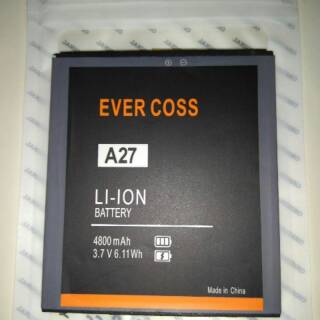 EVER COSS
A27
LI-ION
BATTERY
4800 mAh
3.7 V 6.11Wh
Made in China